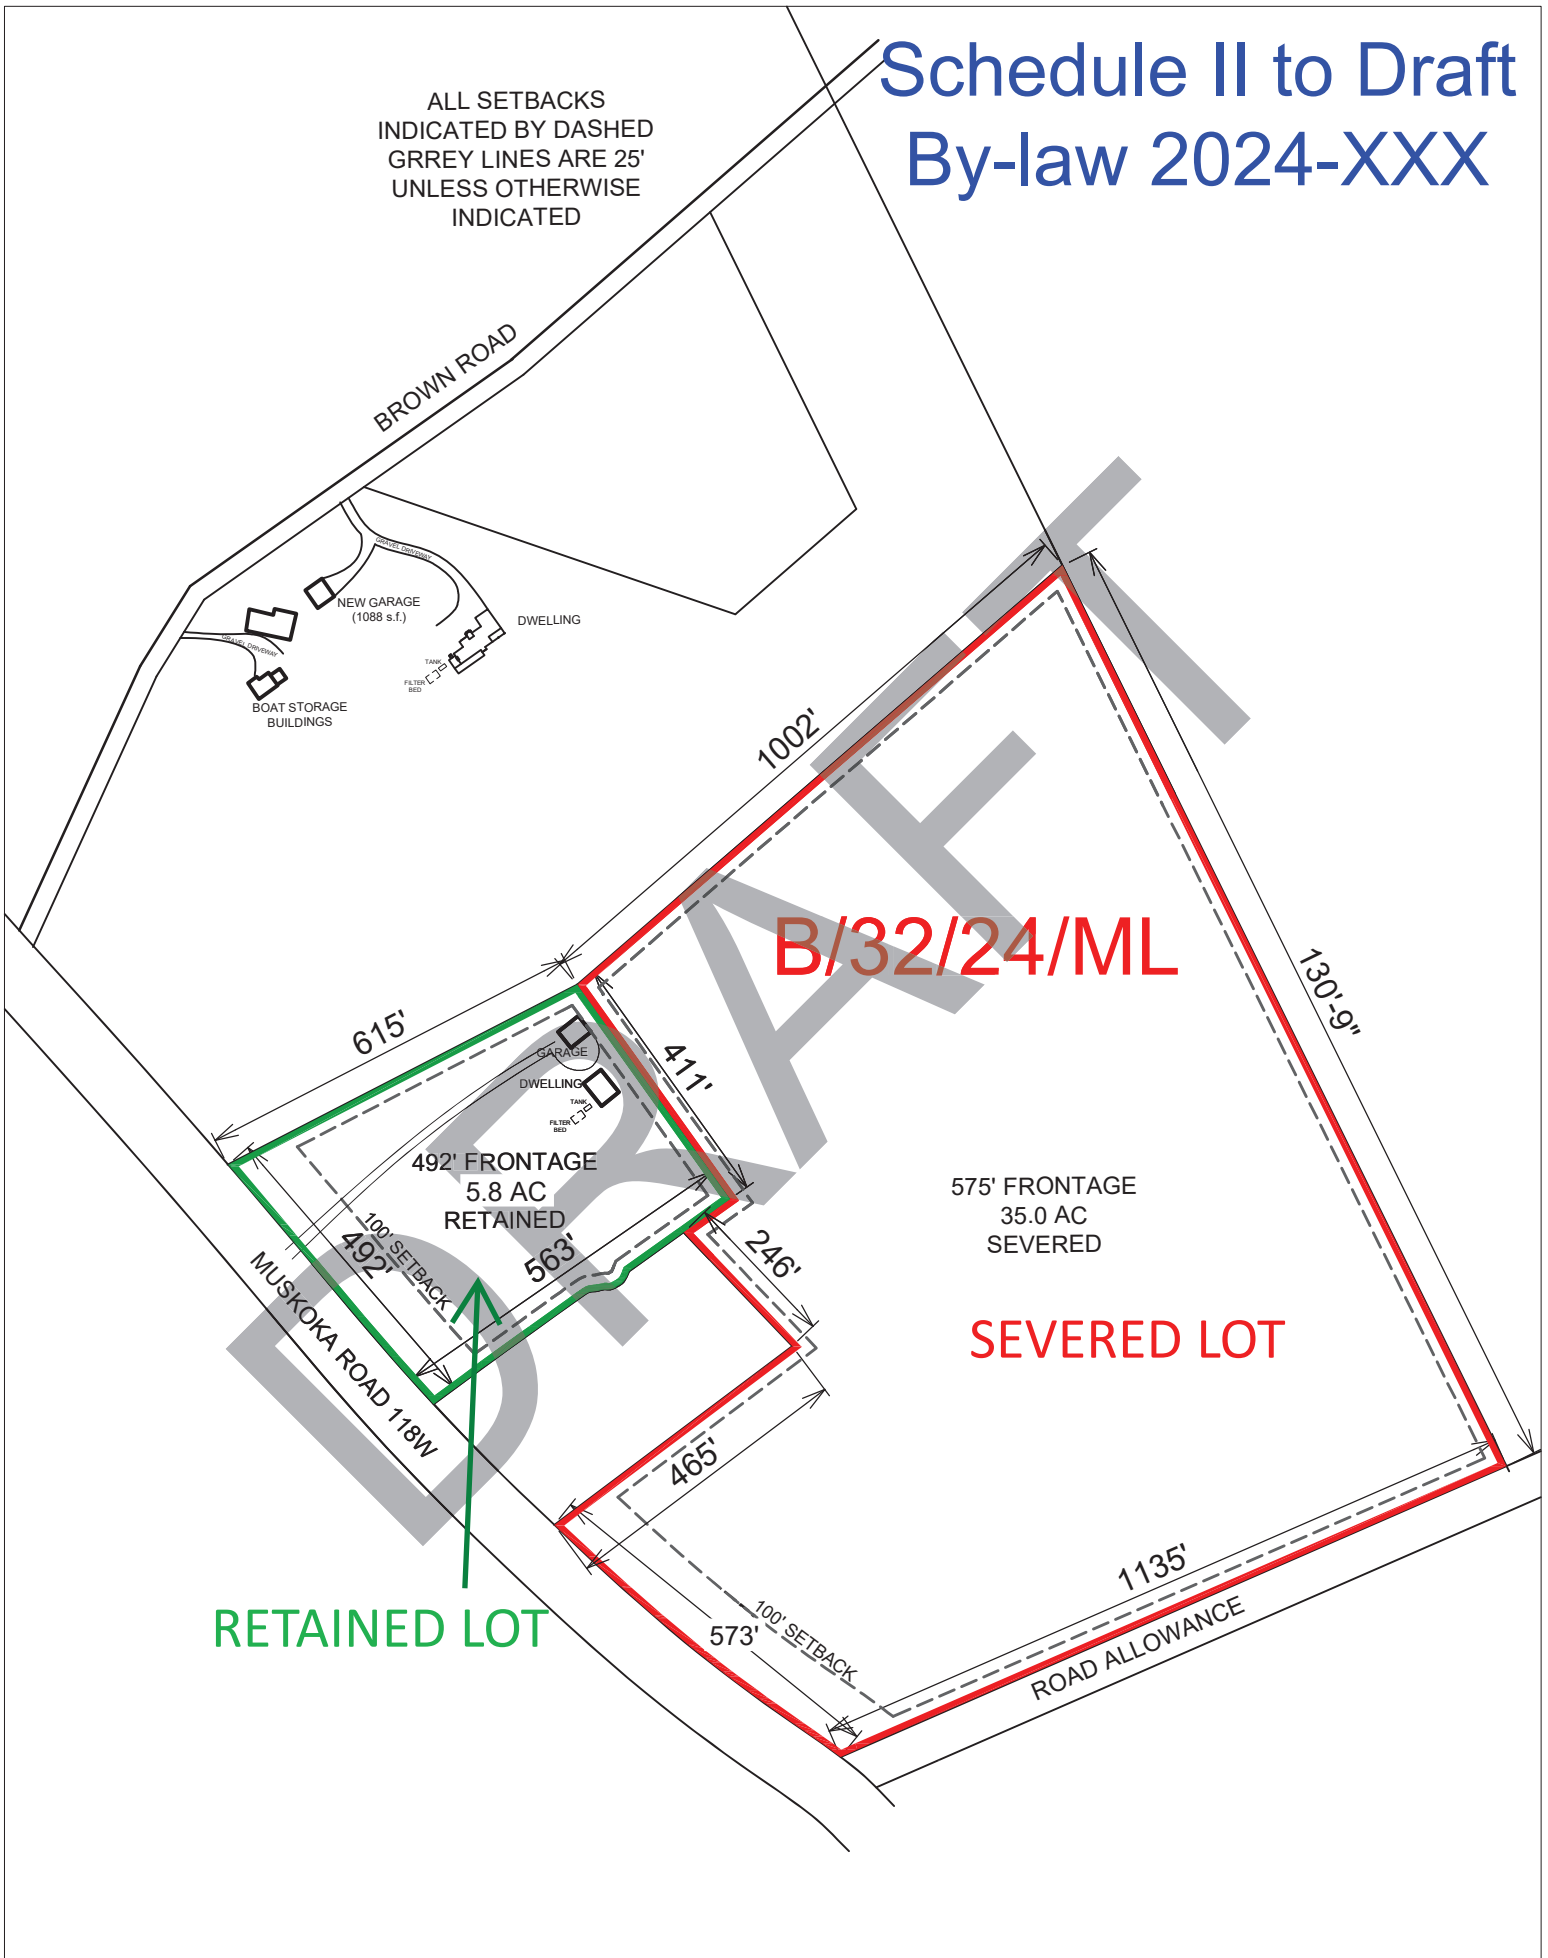 Schedule II to Draft
By-law 2024-XXX
ALL SETBACKS
INDICATED BY DASHED
GRREY LINES ARE 25'
UNLESS OTHERWISE
INDICATED
BROWN ROAD
GRAVEL DRIVEWAY
NEW GARAGE
(1088 s.f.)
DWELLING
GRAVEL DRIVEWAY
TANK
FILTER
BED
BOAT STORAGE
BUILDINGS
1002'
B/32/24/ML
130'-9"
615'
411'
GARAGE
DWELLING
TANK
FILTER
BED
492' FRONTAGE
5.8 AC
RETAINED
575' FRONTAGE
35.0 AC
SEVERED
100' SETBACK
492'
563'
246'
MUSKOKA ROAD 118W
SEVERED LOT
465'
1135'
RETAINED LOT
573'
100' SETBACK
ROAD ALLOWANCE
DRAFT